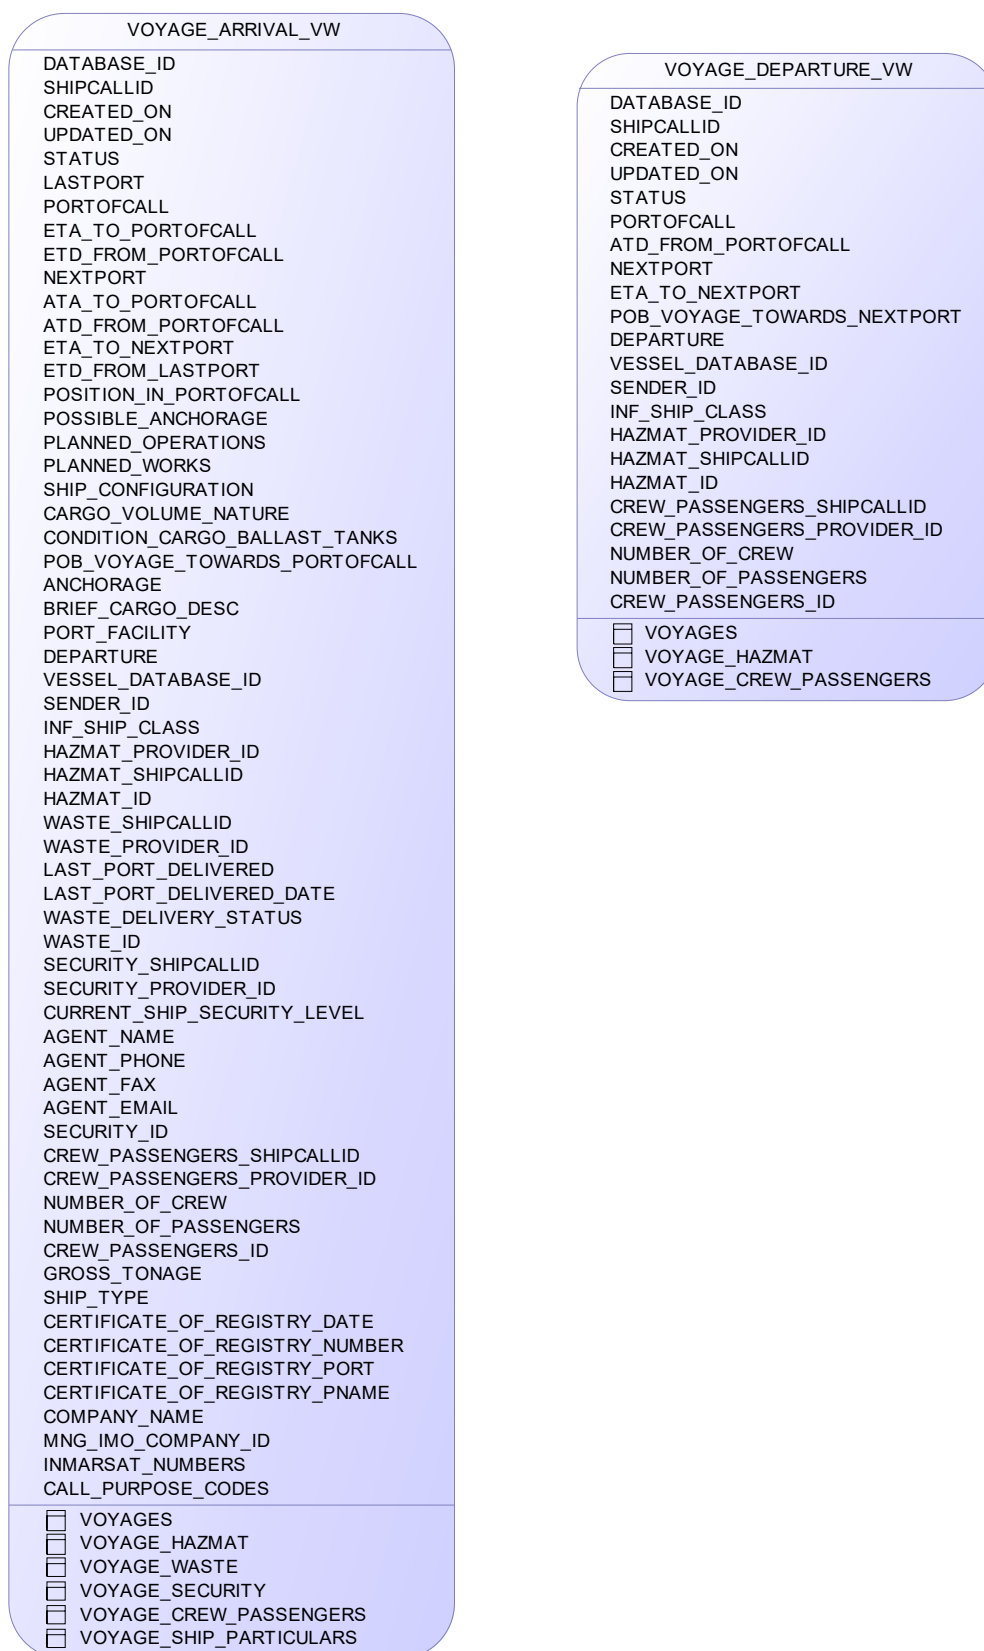 VOYAGE_ARRIVAL_VW
DATABASE_ID
SHIPCALLID
CREATED_ON
UPDATED_ON
STATUS
LASTPORT
PORTOFCALL
ETA_TO_PORTOFCALL
ETD_FROM_PORTOFCALL
NEXTPORT
ATA_TO_PORTOFCALL
ATD_FROM_PORTOFCALL
ETA_TO_NEXTPORT
ETD_FROM_LASTPORT
POSITION_IN_PORTOFCALL
POSSIBLE_ANCHORAGE
PLANNED_OPERATIONS
PLANNED_WORKS
SHIP_CONFIGURATION
CARGO_VOLUME_NATURE
CONDITION_CARGO_BALLAST_TANKS
POB_VOYAGE_TOWARDS_PORTOFCALL
ANCHORAGE
BRIEF_CARGO_DESC
PORT_FACILITY
DEPARTURE
VESSEL_DATABASE_ID
SENDER_ID
INF_SHIP_CLASS
HAZMAT_PROVIDER_ID
HAZMAT_SHIPCALLID
HAZMAT_ID
WASTE_SHIPCALLID
WASTE_PROVIDER_ID
LAST_PORT_DELIVERED
LAST_PORT_DELIVERED_DATE
WASTE_DELIVERY_STATUS
WASTE_ID
SECURITY_SHIPCALLID
SECURITY_PROVIDER_ID
CURRENT_SHIP_SECURITY_LEVEL
AGENT_NAME
AGENT_PHONE
AGENT_FAX
AGENT_EMAIL
SECURITY_ID
CREW_PASSENGERS_SHIPCALLID
CREW_PASSENGERS_PROVIDER_ID
NUMBER_OF_CREW
NUMBER_OF_PASSENGERS
CREW_PASSENGERS_ID
GROSS_TONAGE
SHIP_TYPE
CERTIFICATE_OF_REGISTRY_DATE
CERTIFICATE_OF_REGISTRY_NUMBER
CERTIFICATE_OF_REGISTRY_PORT
CERTIFICATE_OF_REGISTRY_PNAME
COMPANY_NAME
MNG_IMO_COMPANY_ID
INMARSAT_NUMBERS
CALL_PURPOSE_CODES
VOYAGES
VOYAGE_HAZMAT
VOYAGE_WASTE
VOYAGE_SECURITY
VOYAGE_CREW_PASSENGERS
VOYAGE_SHIP_PARTICULARS
VOYAGE_DEPARTURE_VW
DATABASE_ID
SHIPCALLID
CREATED_ON
UPDATED_ON
STATUS
PORTOFCALL
ATD_FROM_PORTOFCALL
NEXTPORT
ETA_TO_NEXTPORT
POB_VOYAGE_TOWARDS_NEXTPORT
DEPARTURE
VESSEL_DATABASE_ID
SENDER_ID
INF_SHIP_CLASS
HAZMAT_PROVIDER_ID
HAZMAT_SHIPCALLID
HAZMAT_ID
CREW_PASSENGERS_SHIPCALLID
CREW_PASSENGERS_PROVIDER_ID
NUMBER_OF_CREW
NUMBER_OF_PASSENGERS
CREW_PASSENGERS_ID
VOYAGES
VOYAGE_HAZMAT
VOYAGE_CREW_PASSENGERS